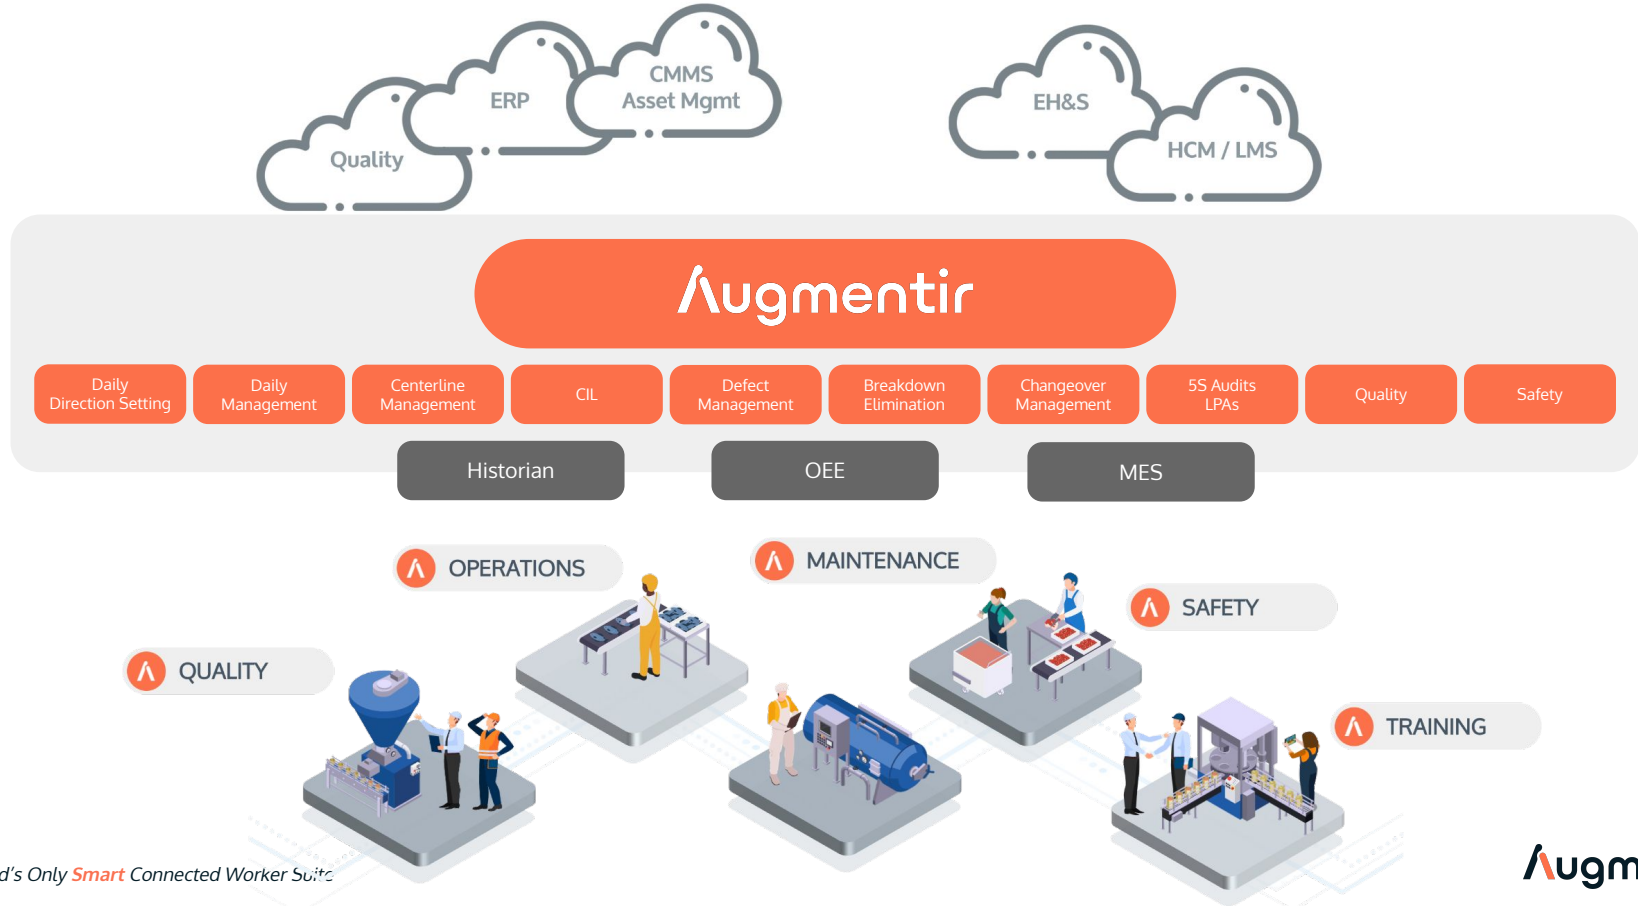 CMMS
Asset Mgmt
ERP
Quality
EH&S
HCM / LMS
Augmentir
Daily
Direction Setting
Daily
Management
Centerline
Management
CIL
Defect
Management
Breakdown
Elimination
Changeover
Management
5S Audits
LPAs
Quality
Safety
Historian
OEE
MES
OPERATIONS
MAINTENANCE
SAFETY
QUALITY
TRAINING
d's Only Smart Connected Worker Suite
Augm